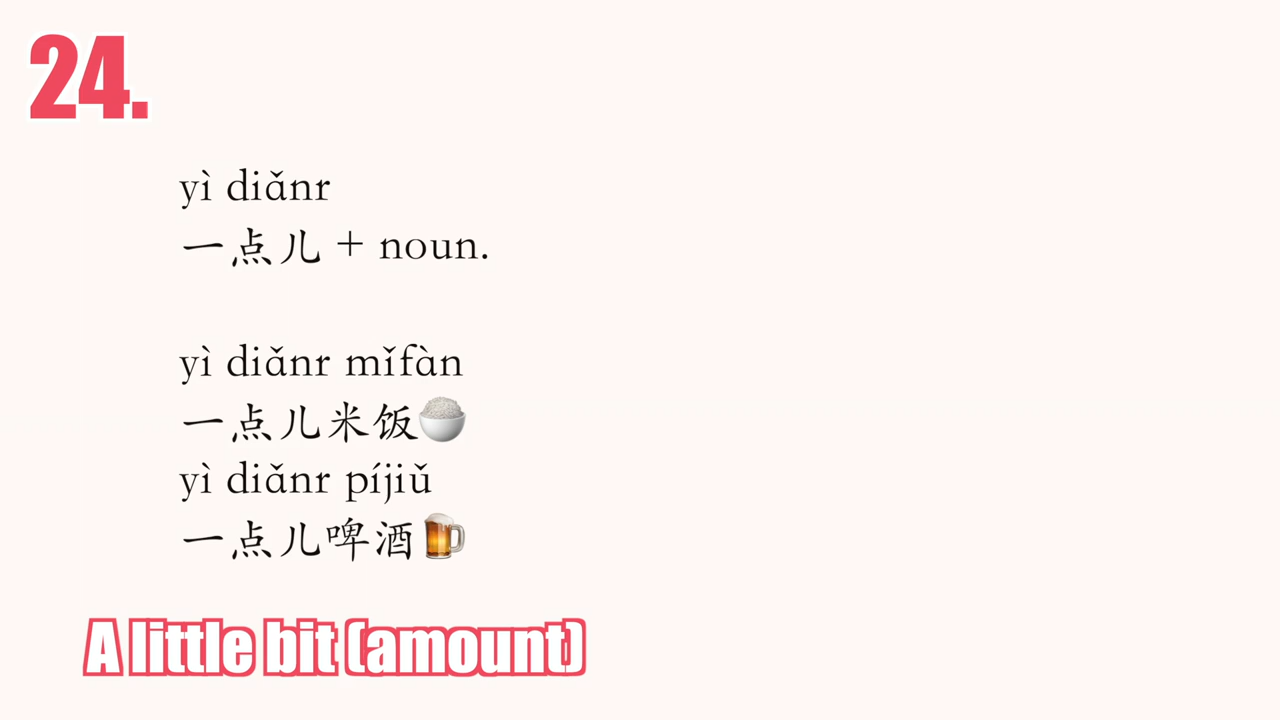 24.
yì diǎnr
一点儿 + noun.
yì diǎnr mǐfàn
一点儿米饭🍚
yì diǎnr píjiǔ
一点儿啤酒🍺
A little bit (amount)